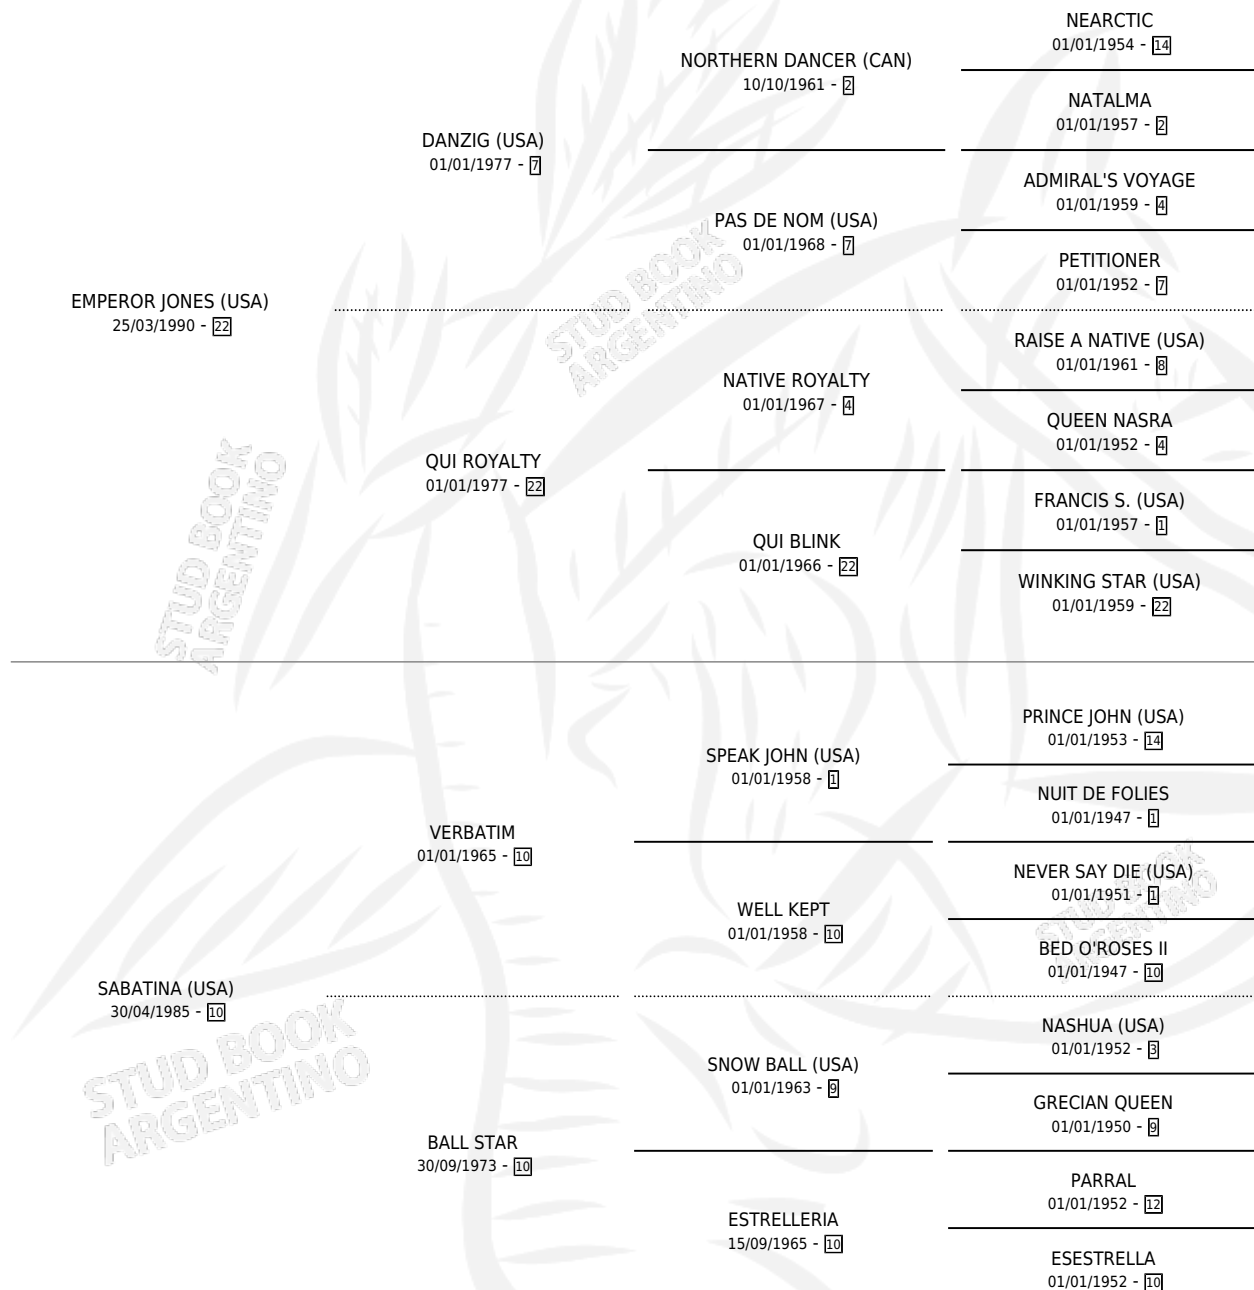 NEARCTIC
01/01/1954 - 14
NORTHERN DANCER (CAN)
10/10/1961 - 2
NATALMA
01/01/1957 - 2
DANZIG (USA)
01/01/1977 - 7
ADMIRAL'S VOYAGE
01/01/1959 - 4
PAS DE NOM (USA)
01/01/1968 - 7
PETITIONER
01/01/1952 - 7
EMPEROR JONES (USA)
25/03/1990 - 22
STUD BOOK
ARGENTINO
RAISE A NATIVE (USA)
01/01/1961 - 8
NATIVE ROYALTY
01/01/1967 - 4
QUEEN NASRA
01/01/1952 - 4
QUI ROYALTY
01/01/1977 - 22
FRANCIS S. (USA)
01/01/1957 - 1
QUI BLINK
01/01/1966 - 22
WINKING STAR (USA)
01/01/1959 - 22
STUD BOOK
ARGENTINO
PRINCE JOHN (USA)
01/01/1953 - 14
SPEAK JOHN (USA)
01/01/1958 - 1
NUIT DE FOLIES
01/01/1947 - 1
VERBATIM
01/01/1965 - 10
NEVER SAY DIE (USA)
01/01/1951 - 1
WELL KEPT
01/01/1958 - 10
STUD BOOK
ARGENTINO
BED O'ROSES II
01/01/1947 - 10
SABATINA (USA)
30/04/1985 - 10
NASHUA (USA)
01/01/1952 - 3
SNOW BALL (USA)
01/01/1963 - 9
GRECIAN QUEEN
01/01/1950 - 9
STUD BOOK
ARGENTINO
BALL STAR
30/09/1973 - 10
PARRAL
01/01/1952 - 12
ESTRELLERIA
15/09/1965 - 10
ESESTRELLA
01/01/1952 - 10